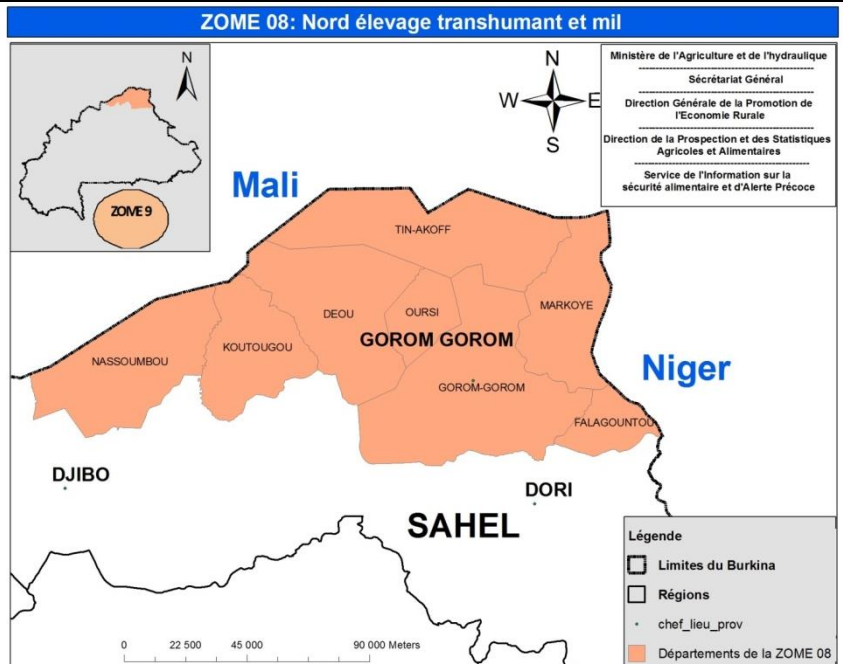 ZOME 08: Nord élevage transhumant et mil
N
ZOME 9
N
W
E
S
Ministère de l'Agriculture et de l'hydraulique
Sécrétariat Général
Direction Générale de la Promotion de
l'Economie Rurale
Direction de la Prospection et des Statistiques
Agricoles et Alimentaires
Service de l'Information sur la
sécurité alimentaire et d'Alerte Précoce
Mali
TIN-AKOFF
DEOU
OURSI
MARKOYE
GOROM GOROM
NASSOUMBOU
KOUTOUGOU
Niger
GOROM-GOROM
FALAGOUNTOU
DJIBO
DORI
SAHEL
Légende
Limites du Burkina
Régions
chef_lieu_prov
Départements de la ZOME 08
0 22 500 45 000 90 000 Meters